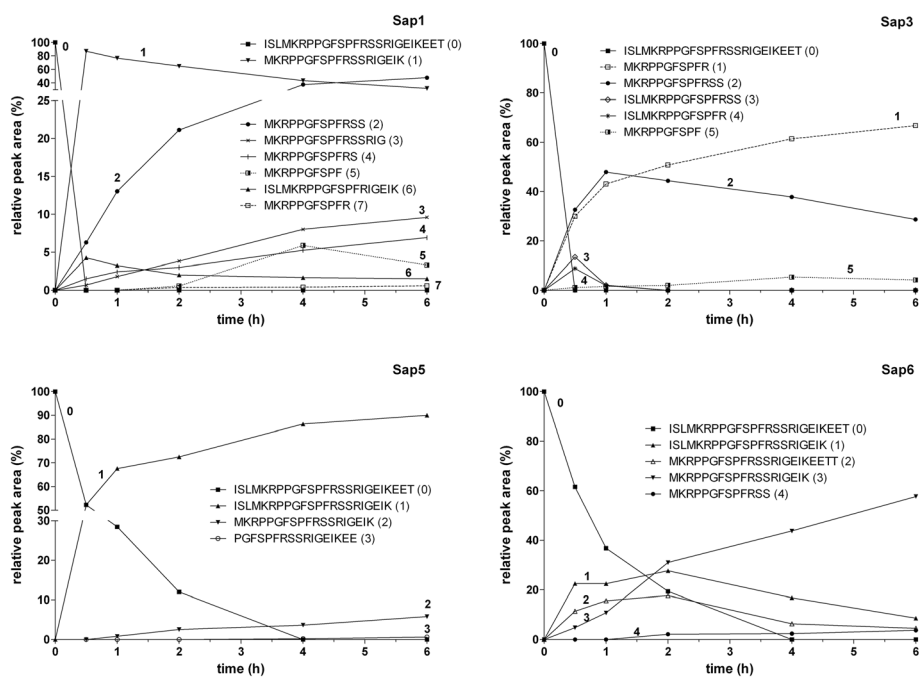 Sap1
relative peak area (%)
100
80
60
40
25
20
15
10
5
0
0
1
2
3
4
5
6
7
ISLMKRPPGFSPFRSSRIGEIKEET (0)
MKRPPGFSPFRSSRIGEIK (1)
MKRPPGFSPFRSS (2)
MKRPPGFSPFRSSRIG (3)
MKRPPGFSPFRS (4)
MKRPPGFSPF (5)
ISLMKRPPGFSPFRIGEIK (6)
MKRPPGFSPFR (7)
0 1 2 3 4 5 6
time (h)
Sap3
relative peak area (%)
100
80
60
40
20
0
0
1
2
3
4
5
ISLMKRPPGFSPFRSSRIGEIKEET (0)
MKRPPGFSPFR (1)
MKRPPGFSPFRSS (2)
ISLMKRPPGFSPFRSS (3)
ISLMKRPPGFSPFR (4)
MKRPPGFSPF (5)
0 1 2 3 4 5 6
time (h)
Sap5
relative peak area (%)
100
90
80
70
60
50
30
20
10
0
0
1
2
3
ISLMKRPPGFSPFRSSRIGEIKEET (0)
ISLMKRPPGFSPFRSSRIGEIK (1)
MKRPPGFSPFRSSRIGEIK (2)
PGFSPFRSSRIGEIKEE (3)
0 1 2 3 4 5 6
time (h)
Sap6
relative peak area (%)
100
80
60
40
20
0
0
1
2
3
4
ISLMKRPPGFSPFRSSRIGEIKEET (0)
ISLMKRPPGFSPFRSSRIGEIK (1)
MKRPPGFSPFRSSRIGEIKEETT (2)
MKRPPGFSPFRSSRIGEIK (3)
MKRPPGFSPFRSS (4)
0 1 2 3 4 5 6
time (h)